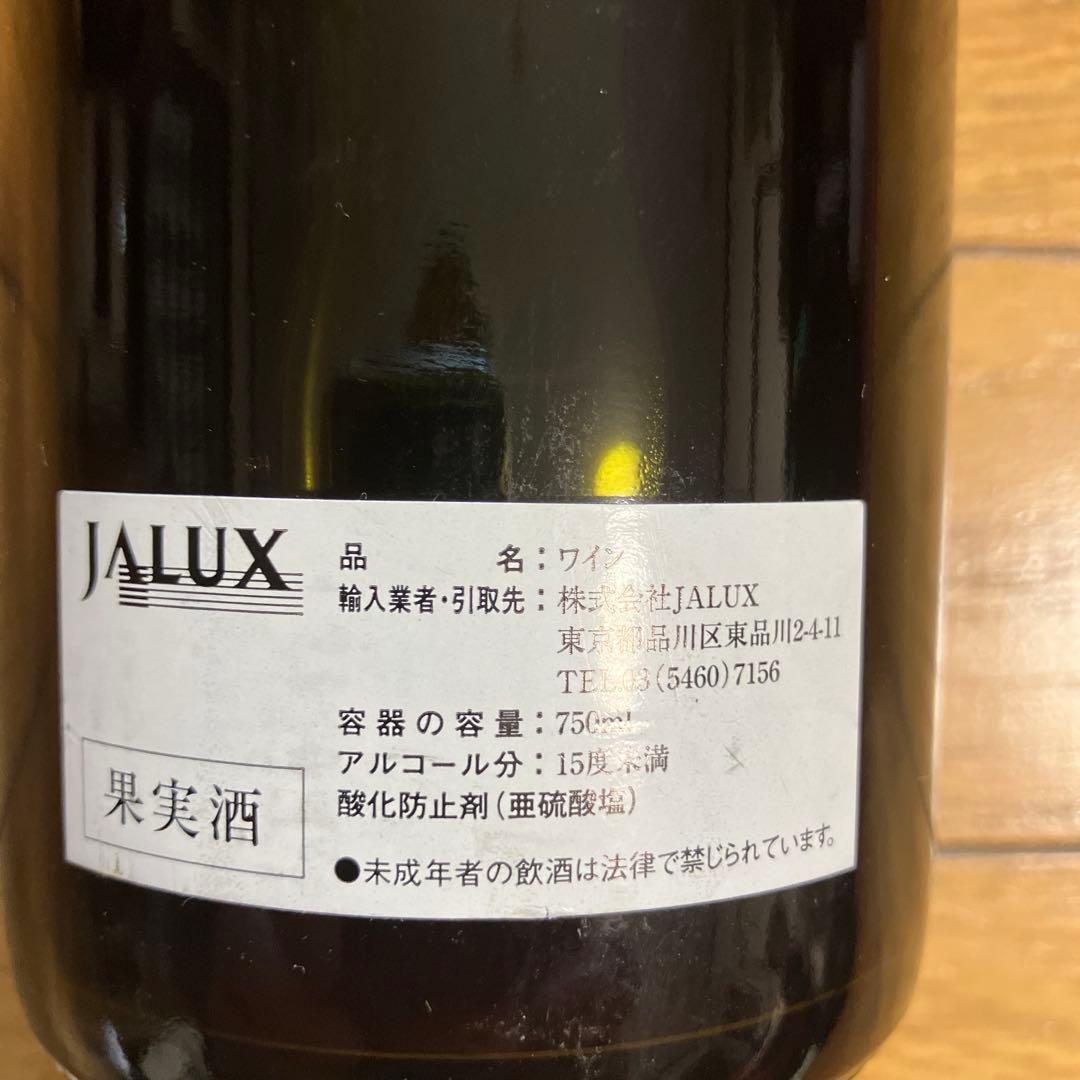 JALUX
品名：ワイン
輸入業者・引取先：株式会社JALUX
東京都品川区東品川2-4-11
TEL.03(5460)7156
容器の容量：750ml
アルコール分：15度未満
酸化防止剤(亜硫酸塩)
果実酒
●未成年者の飲酒は法律で禁じられています。